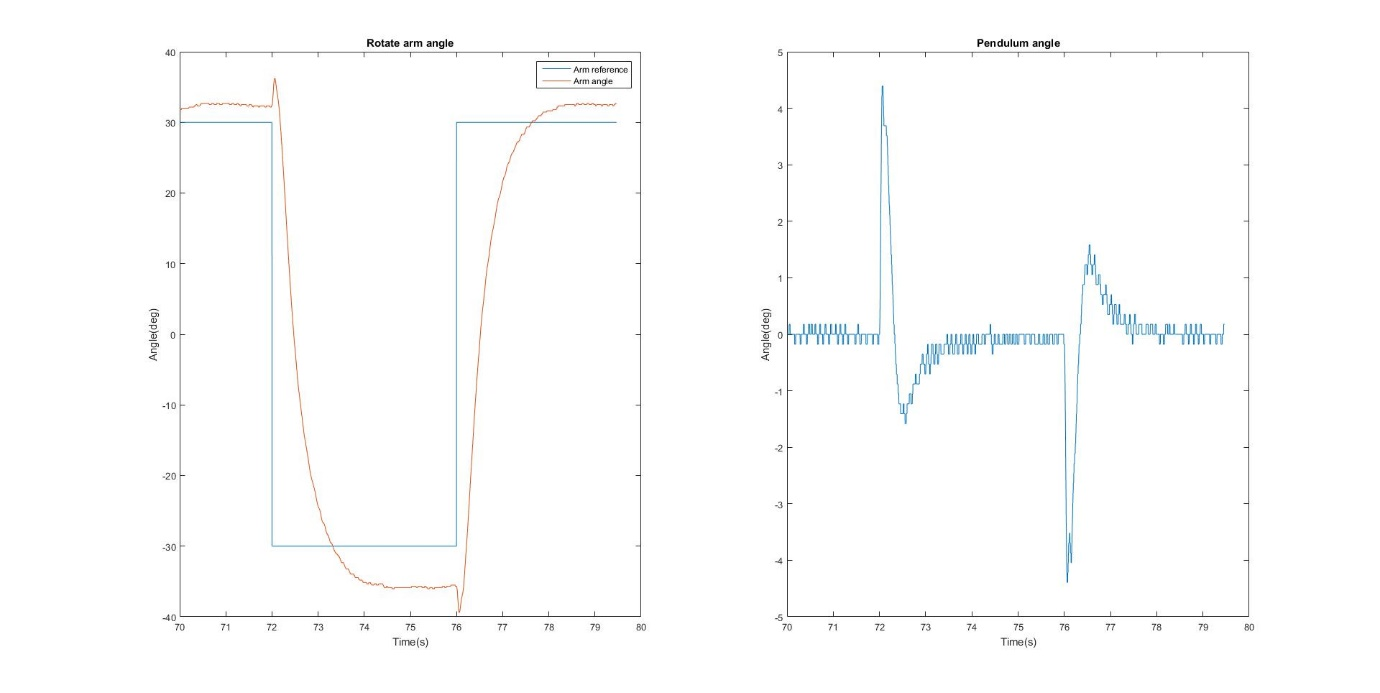 Rotate arm angle
Arm reference
Arm angle
Angle(deg)
40
30
20
10
0
-10
-20
-30
-40
70 71 72 73 74 75 76 77 78 79 80
Time(s)
Pendulum angle
Angle(deg)
5
4
3
2
1
0
-1
-2
-3
-4
-5
70 71 72 73 74 75 76 77 78 79 80
Time(s)